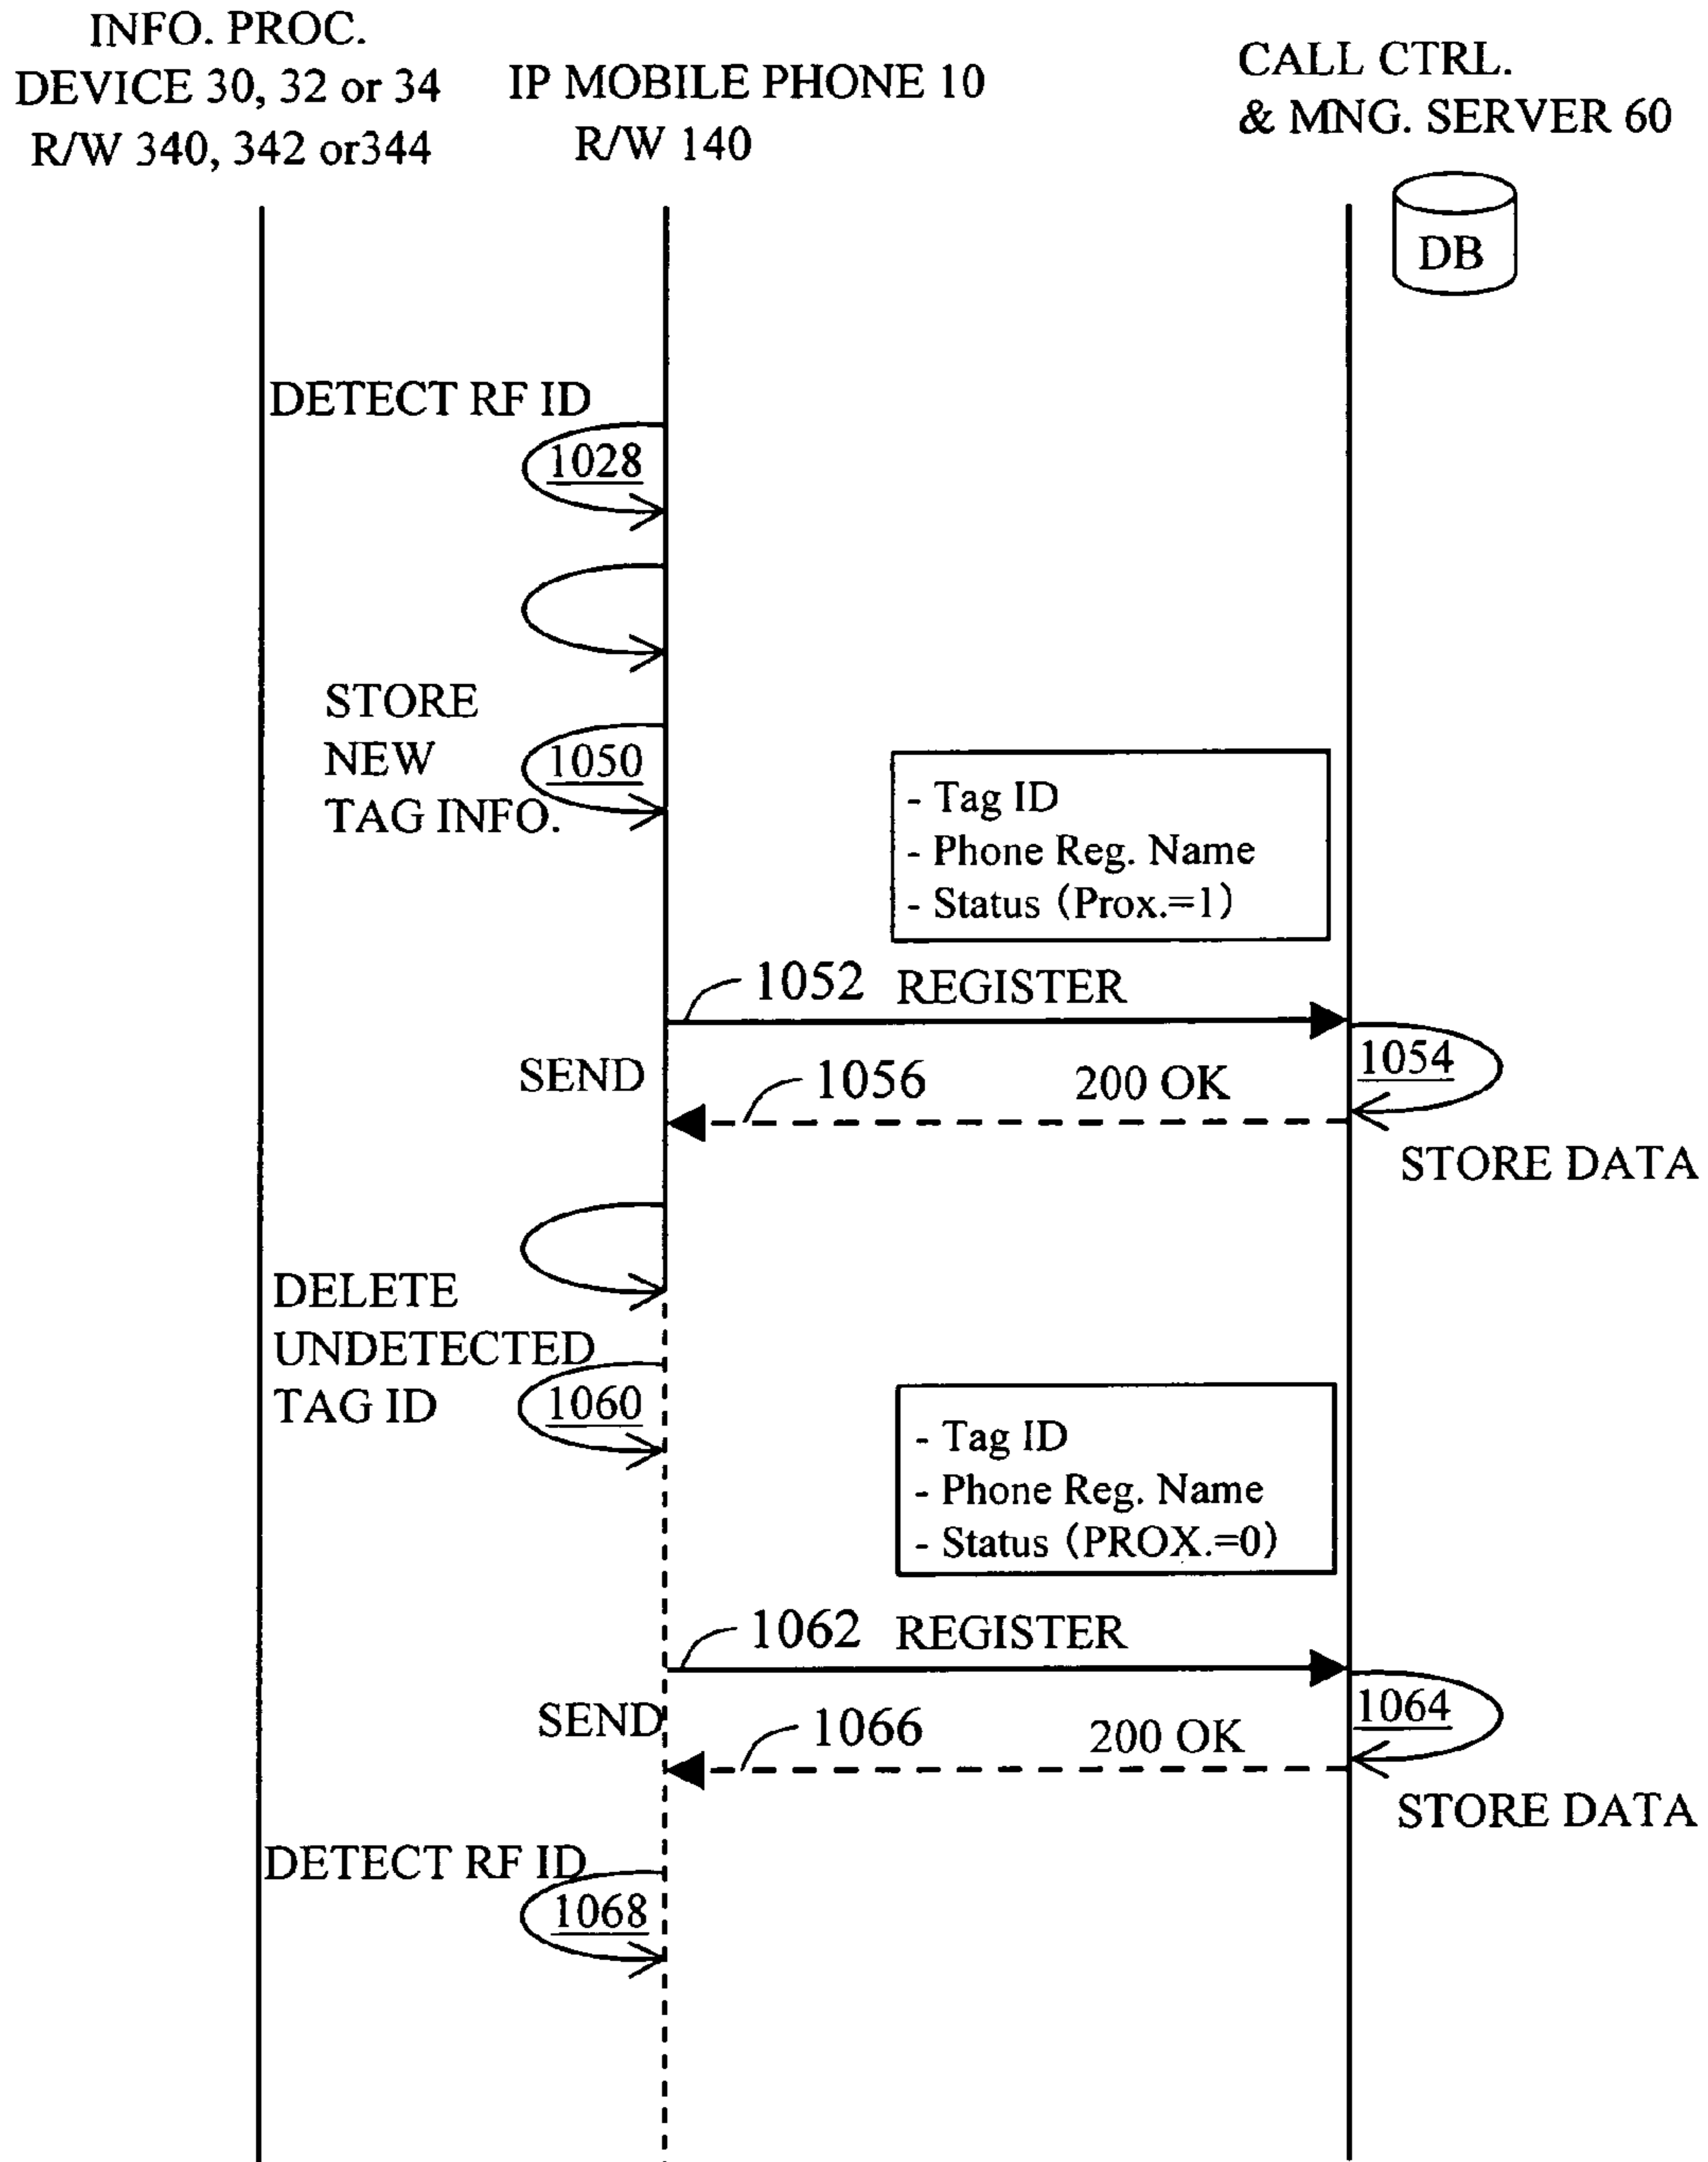 INFO. PROC.
DEVICE 30, 32 or 34
R/W 340, 342 or344
IP MOBILE PHONE 10
R/W 140
CALL CTRL.
& MNG. SERVER 60
DB
DETECT RF ID
1028
STORE
NEW
TAG INFO.
1050
- Tag ID
- Phone Reg. Name
- Status (Prox.=1)
1052 REGISTER
SEND
1056 200 OK
1054
STORE DATA
DELETE
UNDETECTED
TAG ID
1060
- Tag ID
- Phone Reg. Name
- Status (PROX.=0)
1062 REGISTER
SEND
1066 200 OK
1064
STORE DATA
DETECT RF ID
1068